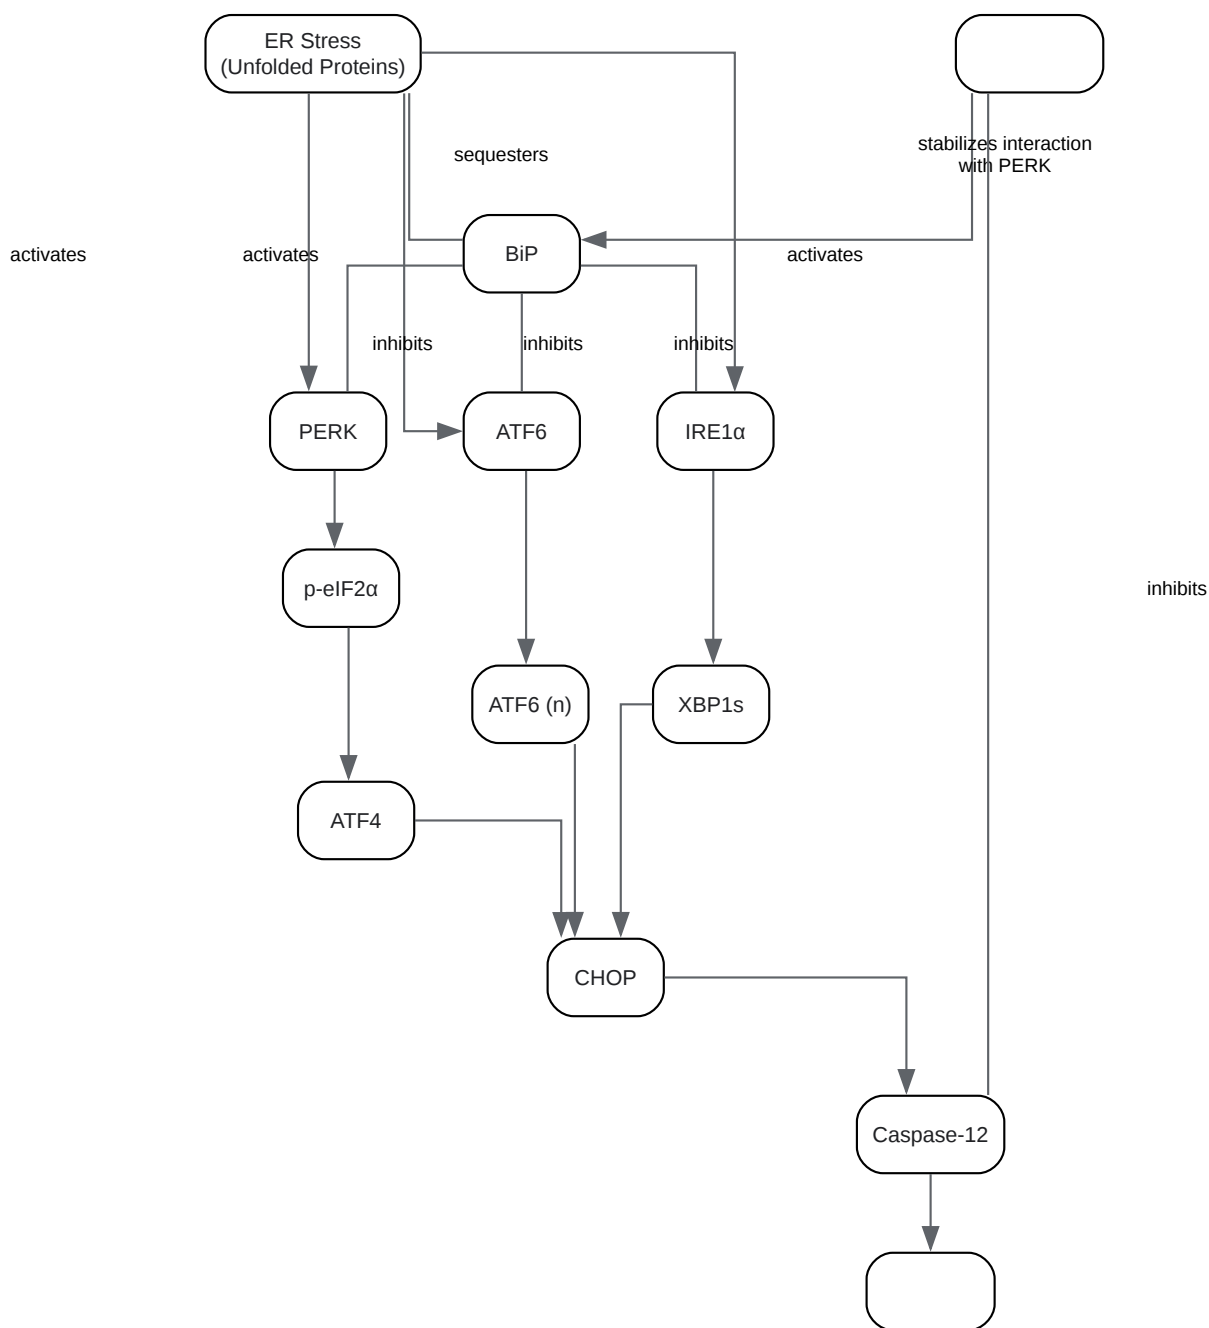 ER Stress
(Unfolded Proteins)
stabilizes interaction
with PERK
sequesters
BiP
activates
activates
activates
inhibits
inhibits
inhibits
PERK
ATF6
IRE1α
p-eIF2α
inhibits
ATF6 (n)
XBP1s
ATF4
CHOP
Caspase-12